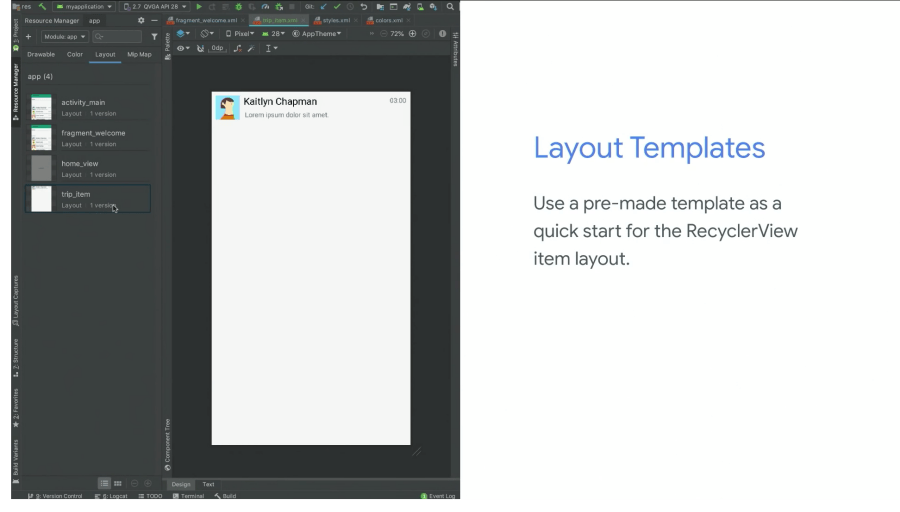 res
myapplication
2.7 QVGA API 28
Git:
Resource Manager app
fragment_welcome.xml
trip_item.xml
styles.xml
colors.xml
Module: app
Pixel
28
AppTheme
72%
0dp
Drawable
Color
Layout
Mip Map
app (4)
activity_main
Layout 1 version
fragment_welcome
Layout 1 version
home_view
Layout 1 version
trip_item
Layout 1 version
1: Project
Resource Manager
Layout Captures
Z: Structure
2: Favorites
Build Variants
Palette
Component Tree
Attributes
Kaitlyn Chapman
03:00
Lorem ipsum dolor sit amet
Design
Text
9: Version Control
6: Logcat
TODO
Terminal
Build
Event Log
Layout Templates
Use a pre-made template as a
quick start for the RecyclerView
item layout.